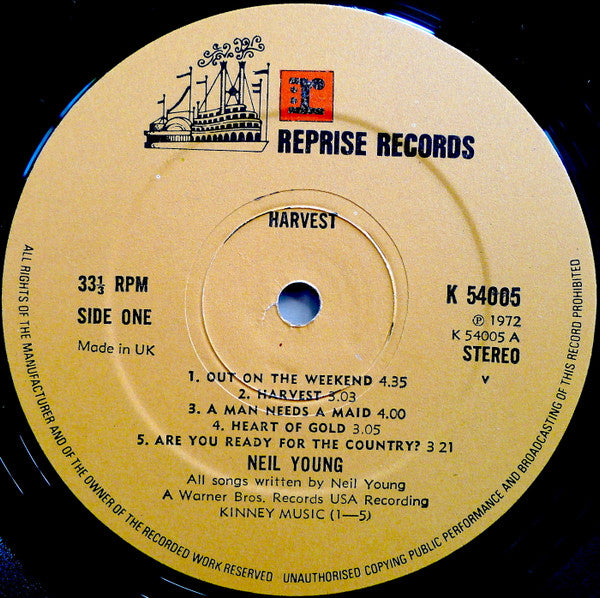 r
REPRISE RECORDS
HARVEST
33⅓ RPM
SIDE ONE
Made in UK
K 54005
℗ 1972
K 54005 A
STEREO
V
1. OUT ON THE WEEKEND 4.35
2. HARVEST 3.03
3. A MAN NEEDS A MAID 4.00
4. HEART OF GOLD 3.05
5. ARE YOU READY FOR THE COUNTRY? 3 21
NEIL YOUNG
All songs written by Neil Young
A Warner Bros. Records USA Recording
KINNEY MUSIC (1—5)
ALL RIGHTS OF THE MANUFACTURER AND OF THE OWNER OF THE RECORDED WORK RESERVED UNAUTHORISED COPYING PUBLIC PERFORMANCE AND BROADCASTING OF THIS RECORD PROHIBITED